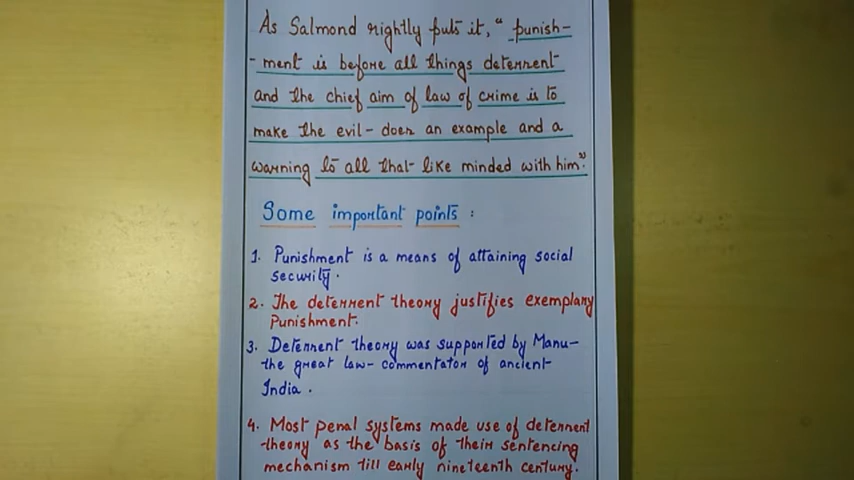 As Salmond rightly puts it, " punish-
- ment is before all things deterrent
and the chief aim of law of crime is to
make the evil- doer an example and a
warning to all that like minded with him."
Some important points :
1. Punishment is a means of attaining social
security.
2. The deterrent theory justifies exemplary
Punishment.
3. Deterrent theory was supported by Manu-
the great law- commentator of ancient
India .
4. Most penal systems made use of deterrent
theory as the basis of their sentencing
mechanism till early nineteenth century.